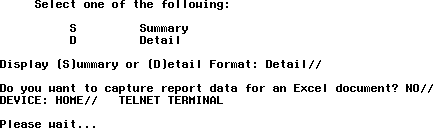 Select one of the following:
S Summary
D Detail
Display (S)ummary or (D)etail Format: Detail//
Do you want to capture report data for an Excel document? NO//
DEVICE: HOME// TELNET TERMINAL
Please wait...